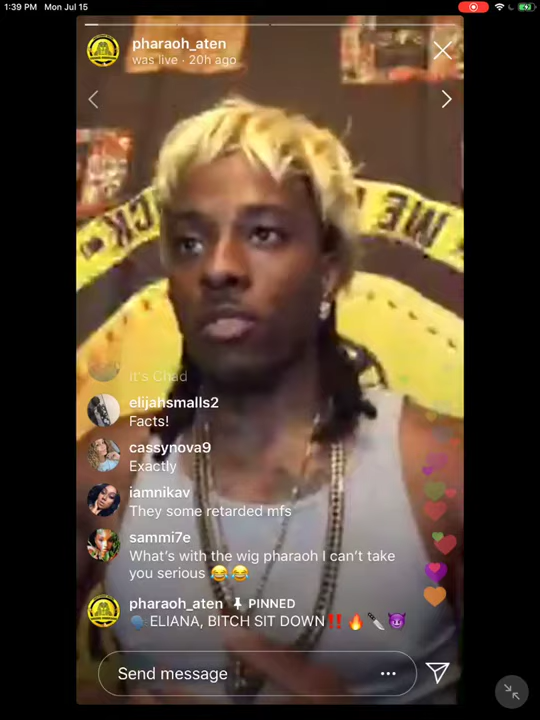 1:39 PM Mon Jul 15
pharaoh_aten
was live · 20h ago
ME
CK
It's Chad
elijahsmalls2
Facts!
cassynova9
Exactly
iamnikav
They some retarded mfs
sammi7e
What's with the wig pharaoh I can't take
you serious 😂😂
pharaoh_aten PINNED
🗣️ ELIANA, BITCH SIT DOWN‼️ 🔥 🔪 😈
Send message